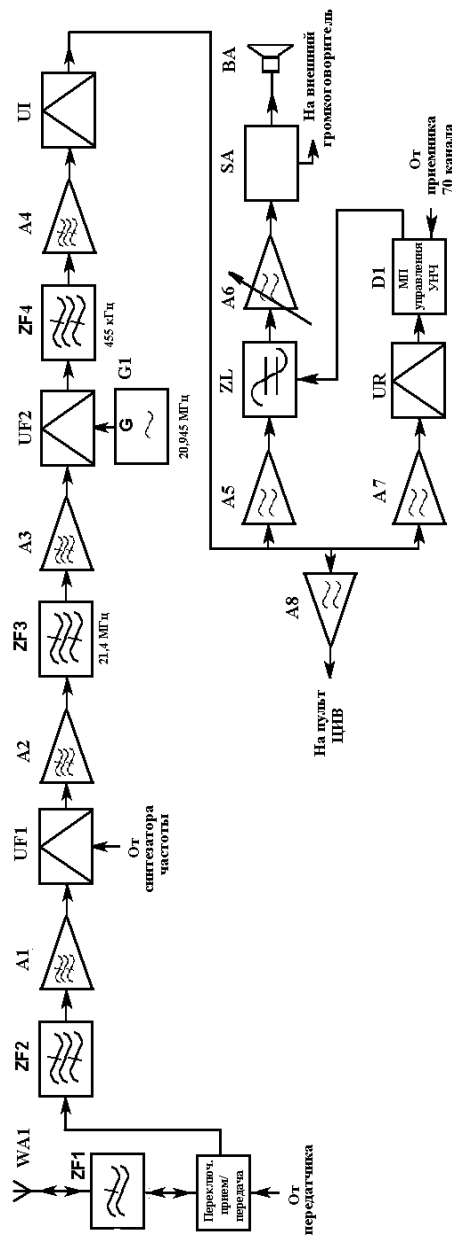 WA1
ZF1
Переключ.
прием/
передача
От
передатчика
ZF2
A1
UF1
От
синтезатора
частоты
A2
ZF3
21,4 МГц
A3
UF2
G1
G
20,945 МГц
ZF4
455 кГц
A4
UI
A5
ZL
A6
SA
BA
На внешний
громкоговоритель
A8
На пульт
ЦИВ
A7
UR
D1
МП
управления
УНЧ
От
приемника
70 канала